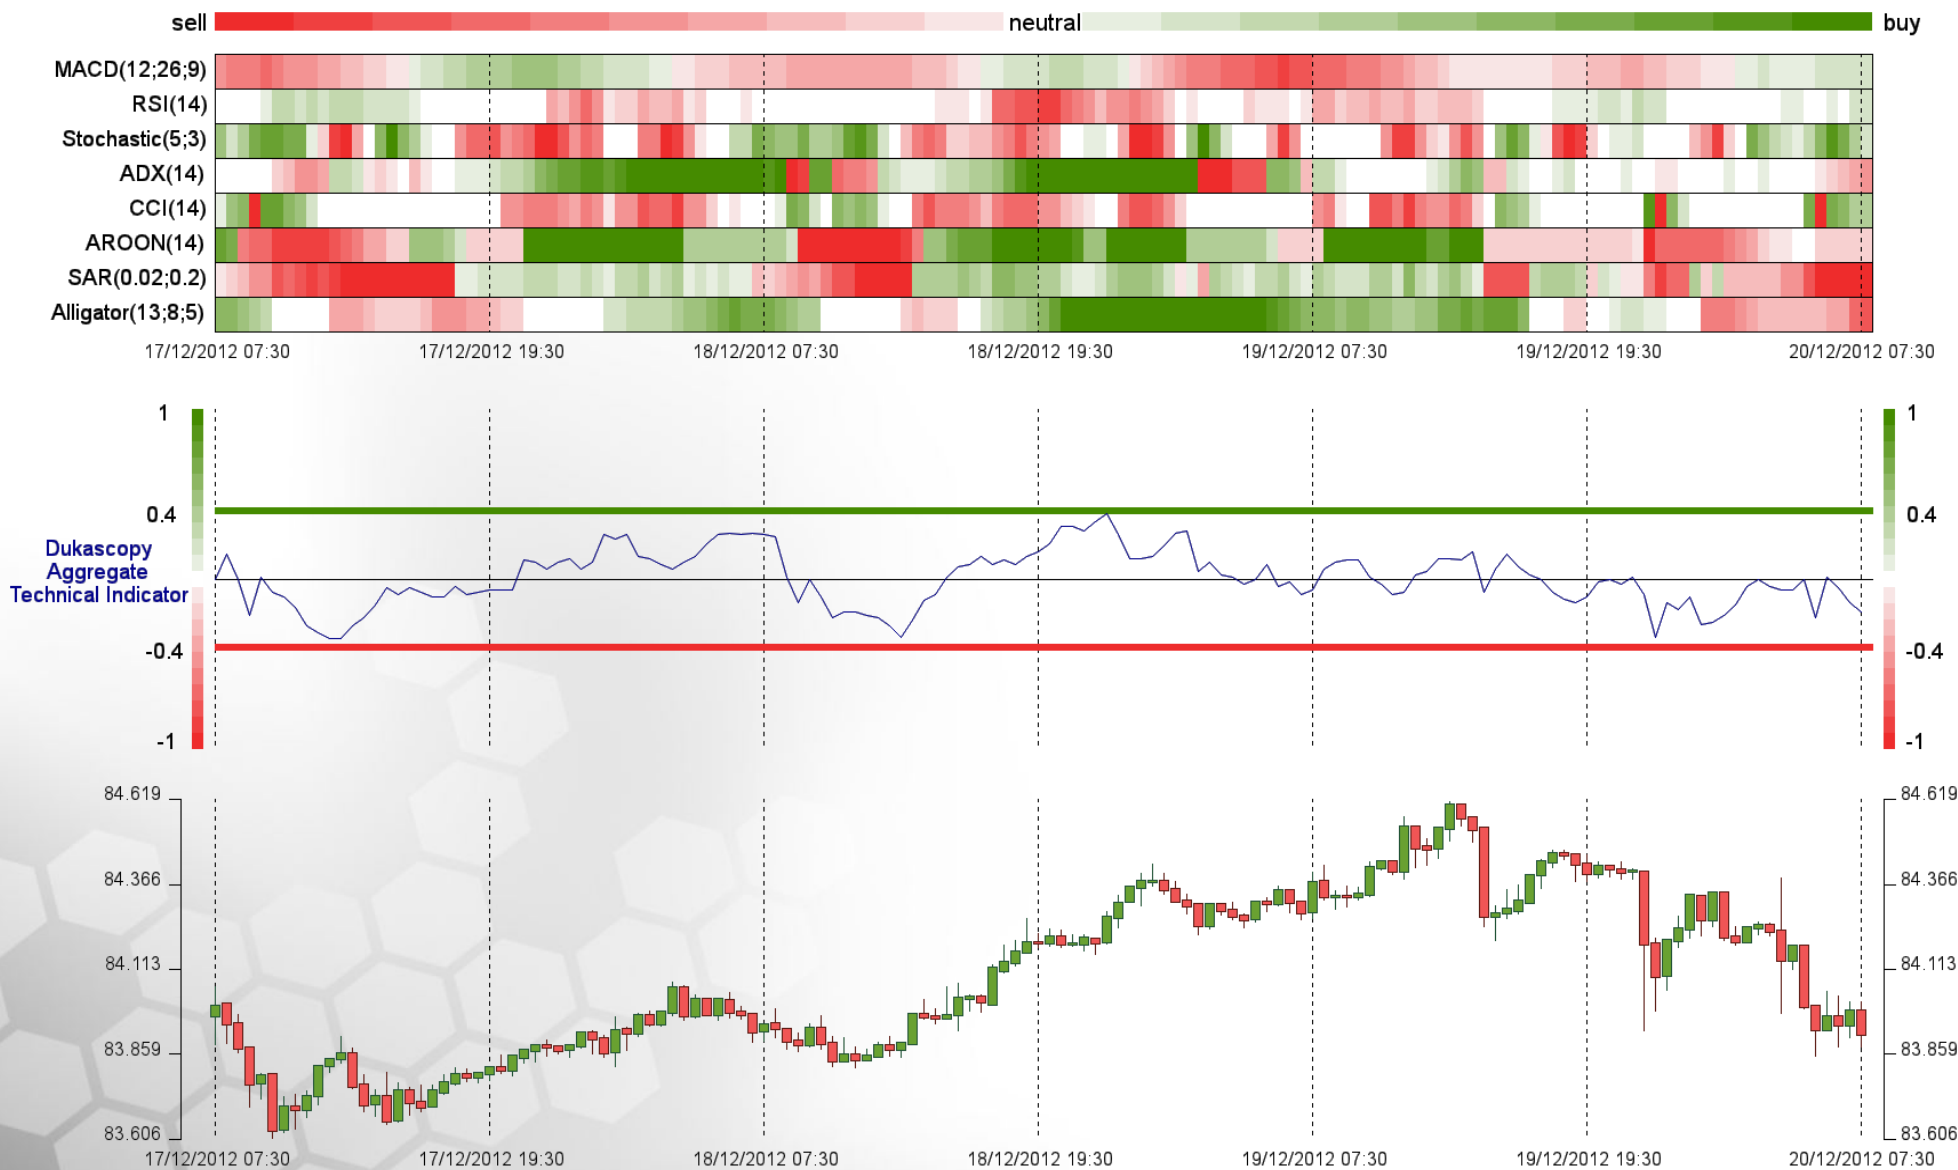 sell neutral buy
MACD(12;26;9)
RSI(14)
Stochastic(5;3)
ADX(14)
CCI(14)
AROON(14)
SAR(0.02;0.2)
Alligator(13;8;5)
17/12/2012 07:30 17/12/2012 19:30 18/12/2012 07:30 18/12/2012 19:30 19/12/2012 07:30 19/12/2012 19:30 20/12/2012 07:30
1 1
0.4 0.4
Dukascopy
Aggregate
Technical Indicator
-0.4 -0.4
-1 -1
84.619 84.619
84.366 84.366
84.113 84.113
83.859 83.859
83.606 83.606
17/12/2012 07:30 17/12/2012 19:30 18/12/2012 07:30 18/12/2012 19:30 19/12/2012 07:30 19/12/2012 19:30 20/12/2012 07:30